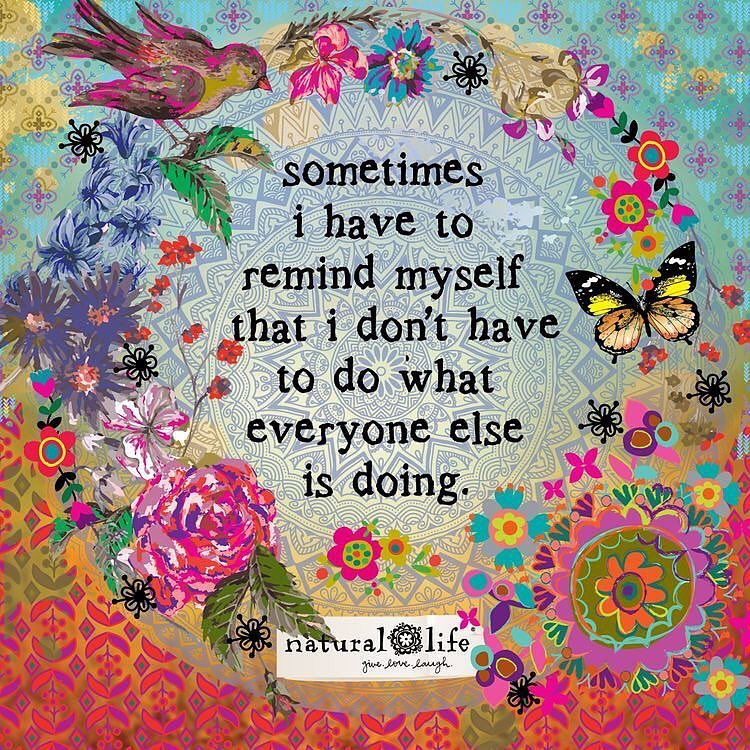 sometimes
i have to
remind myself
that i don't have
to do what
everyone else
is doing.
natural life
give. love. laugh.